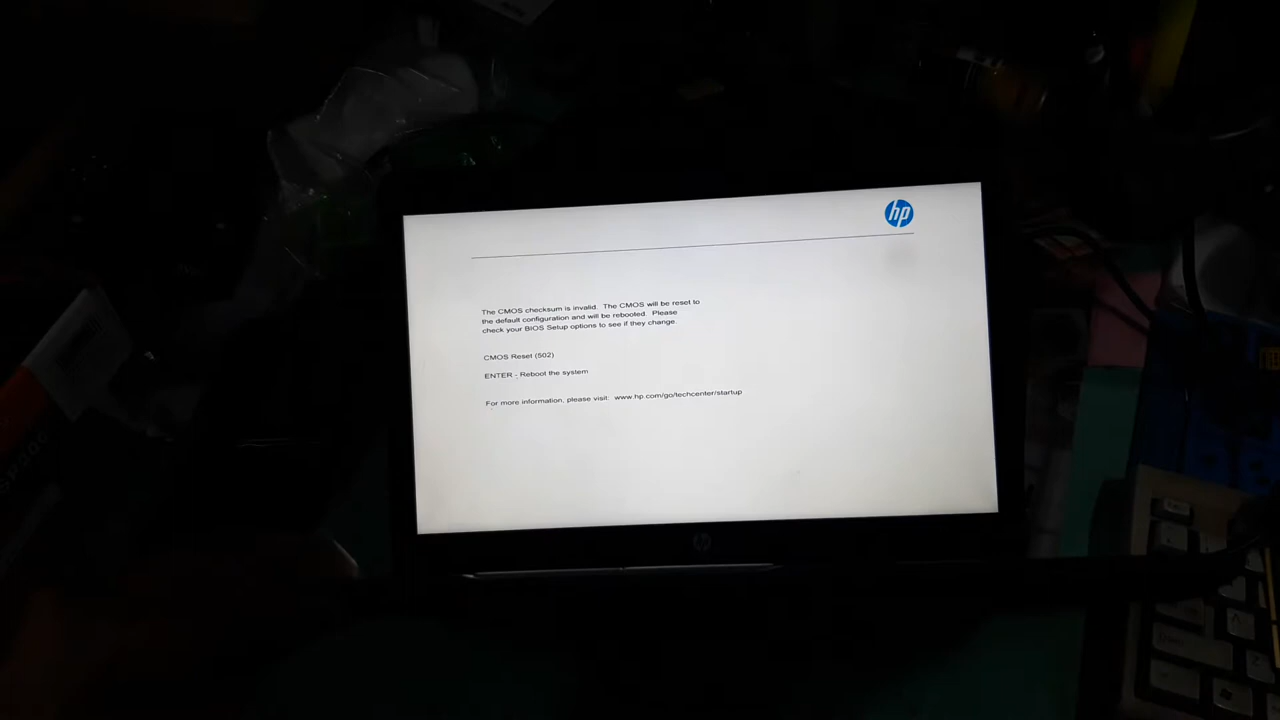 hp
The CMOS checksum is invalid. The CMOS will be reset to
the default configuration and will be rebooted. Please
check your BIOS Setup options to see if they change.
CMOS Reset (502)
ENTER - Reboot the system
For more information, please visit: www.hp.com/go/techcenter/startup
hp